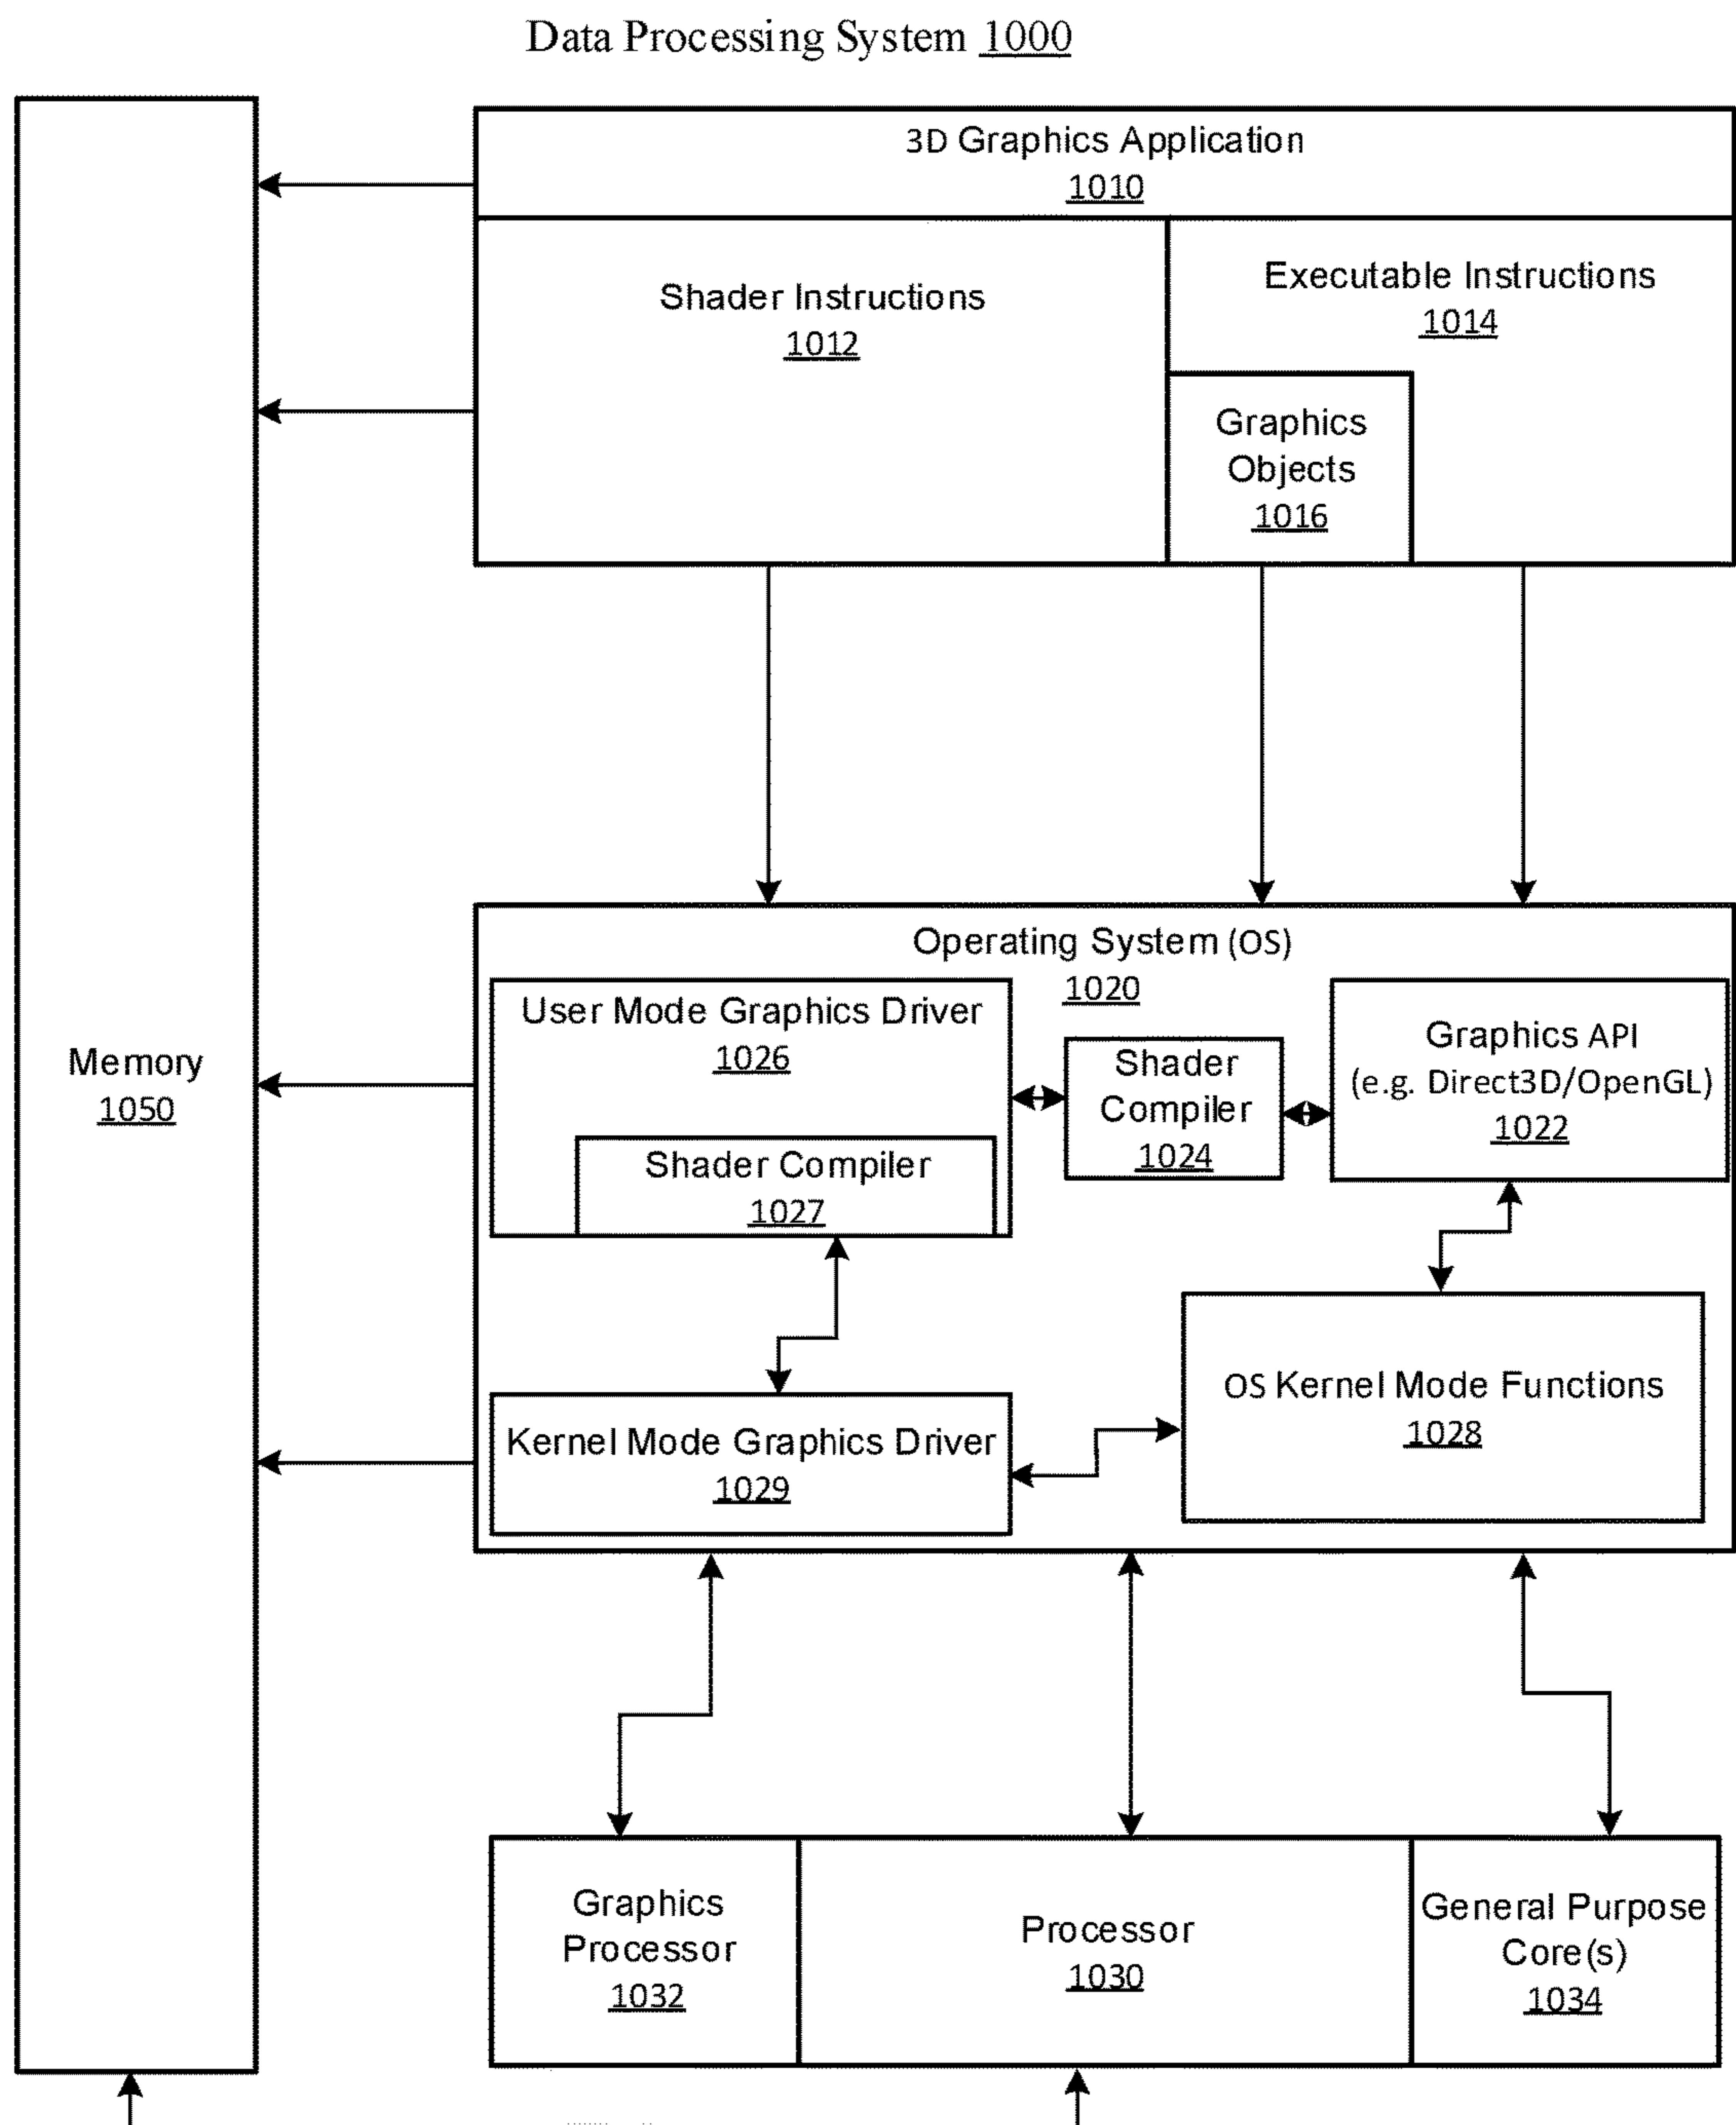 Data Processing System 1000
3D Graphics Application
1010
Shader Instructions
1012
Executable Instructions
1014
Graphics
Objects
1016
Memory
1050
Operating System (OS)
1020
User Mode Graphics Driver
1026
Shader Compiler
1027
Shader
Compiler
1024
Graphics API
(e.g. Direct3D/OpenGL)
1022
Kernel Mode Graphics Driver
1029
OS Kernel Mode Functions
1028
Graphics
Processor
1032
Processor
1030
General Purpose
Core(s)
1034